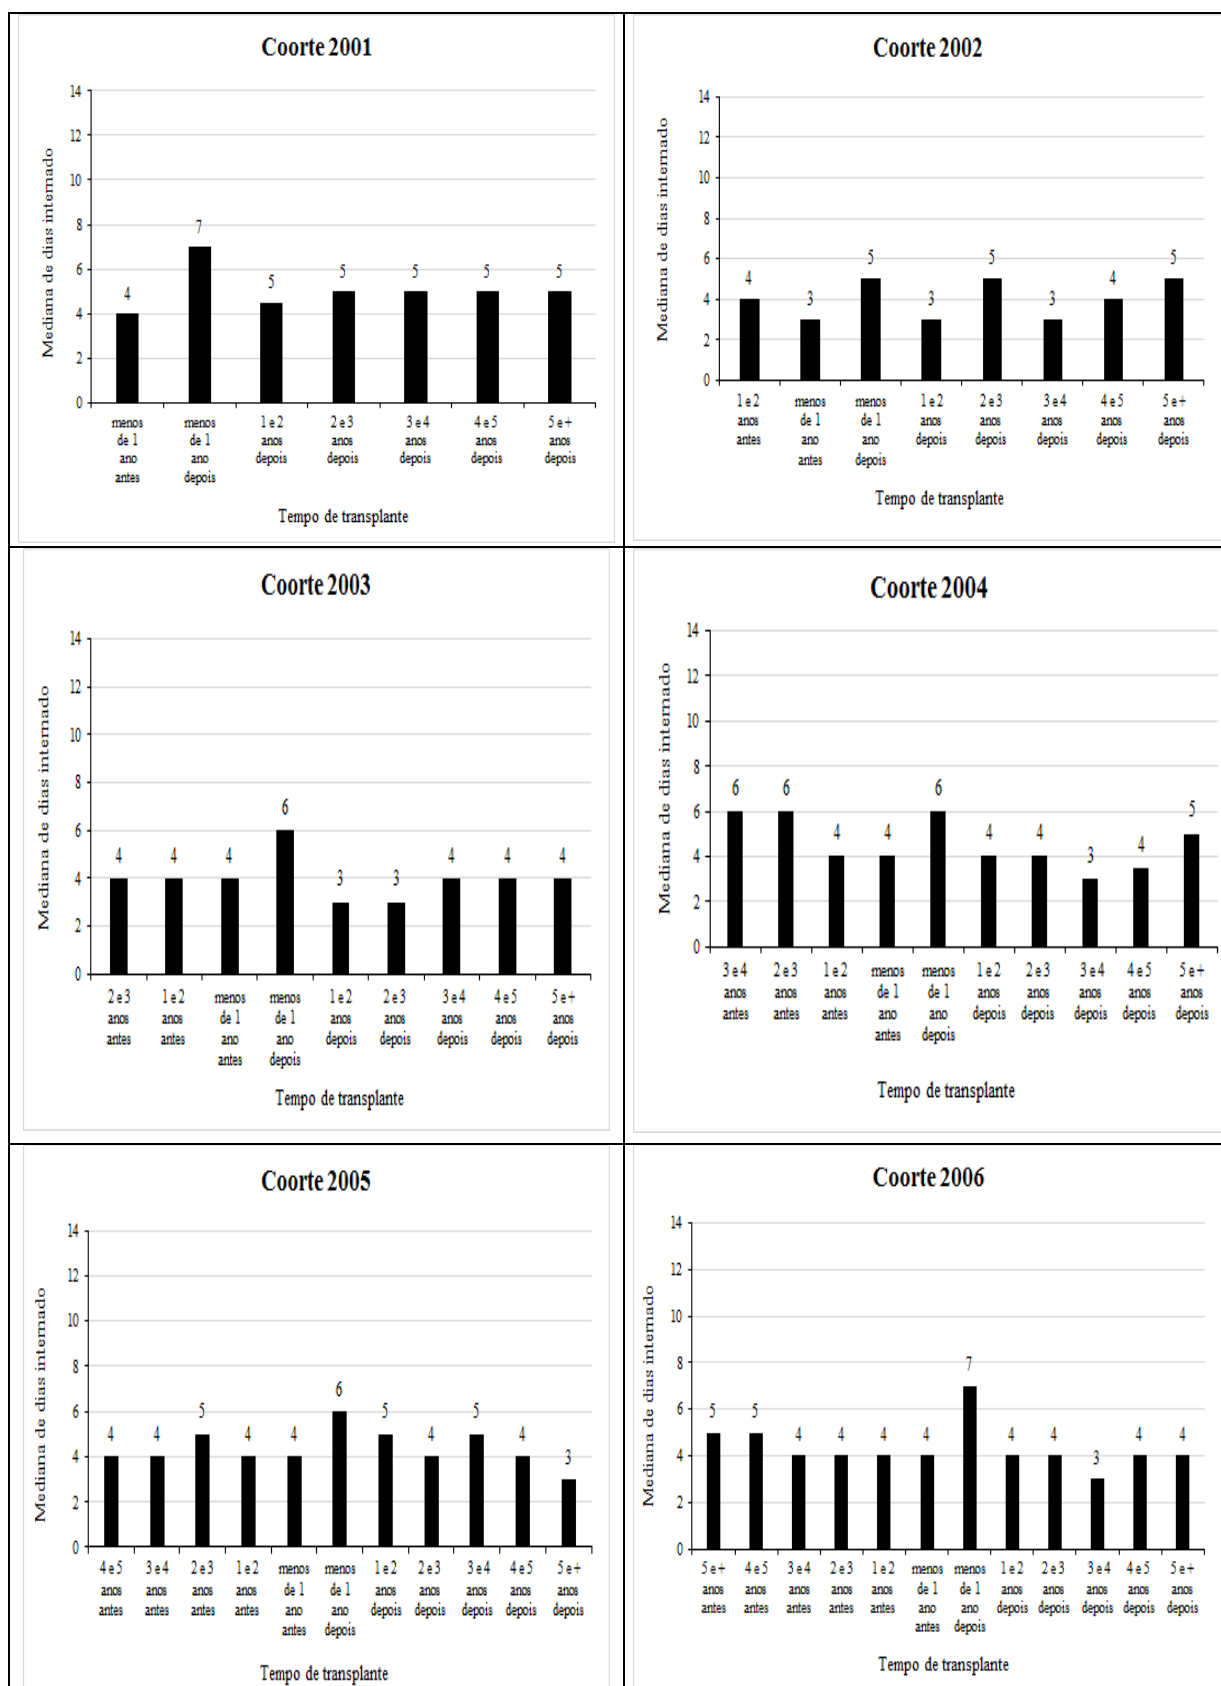 Coorte 2001
Mediana de dias internado
14
12
10
8
6
4
2
0
4
7
5
5
5
5
5
menos de 1 ano antes
menos de 1 ano depois
1 e 2 anos depois
2 e 3 anos depois
3 e 4 anos depois
4 e 5 anos depois
5 e + anos depois
Tempo de transplante
Coorte 2002
Mediana de dias internado
14
12
10
8
6
4
2
0
4
3
5
3
5
3
4
5
1 e 2 anos antes
menos de 1 ano antes
menos de 1 ano depois
1 e 2 anos depois
2 e 3 anos depois
3 e 4 anos depois
4 e 5 anos depois
5 e + anos depois
Tempo de transplante
Coorte 2003
Mediana de dias internado
14
12
10
8
6
4
2
0
4
4
4
6
3
3
4
4
4
2 e 3 anos antes
1 e 2 anos antes
menos de 1 ano antes
menos de 1 ano depois
1 e 2 anos depois
2 e 3 anos depois
3 e 4 anos depois
4 e 5 anos depois
5 e + anos depois
Tempo de transplante
Coorte 2004
Mediana de dias internado
14
12
10
8
6
4
2
0
6
6
4
4
6
4
4
3
4
5
3 e 4 anos antes
2 e 3 anos antes
1 e 2 anos antes
menos de 1 ano antes
menos de 1 ano depois
1 e 2 anos depois
2 e 3 anos depois
3 e 4 anos depois
4 e 5 anos depois
5 e + anos depois
Tempo de transplante
Coorte 2005
Mediana de dias internado
14
12
10
8
6
4
2
0
4
4
5
4
4
6
5
4
5
4
3
4 e 5 anos antes
3 e 4 anos antes
2 e 3 anos antes
1 e 2 anos antes
menos de 1 ano antes
menos de 1 ano depois
1 e 2 anos depois
2 e 3 anos depois
3 e 4 anos depois
4 e 5 anos depois
5 e + anos depois
Tempo de transplante
Coorte 2006
Mediana de dias internado
14
12
10
8
6
4
2
0
5
5
4
4
4
4
7
4
4
3
4
4
5 e + anos antes
4 e 5 anos antes
3 e 4 anos antes
2 e 3 anos antes
1 e 2 anos antes
menos de 1 ano antes
menos de 1 ano depois
1 e 2 anos depois
2 e 3 anos depois
3 e 4 anos depois
4 e 5 anos depois
5 e + anos depois
Tempo de transplante